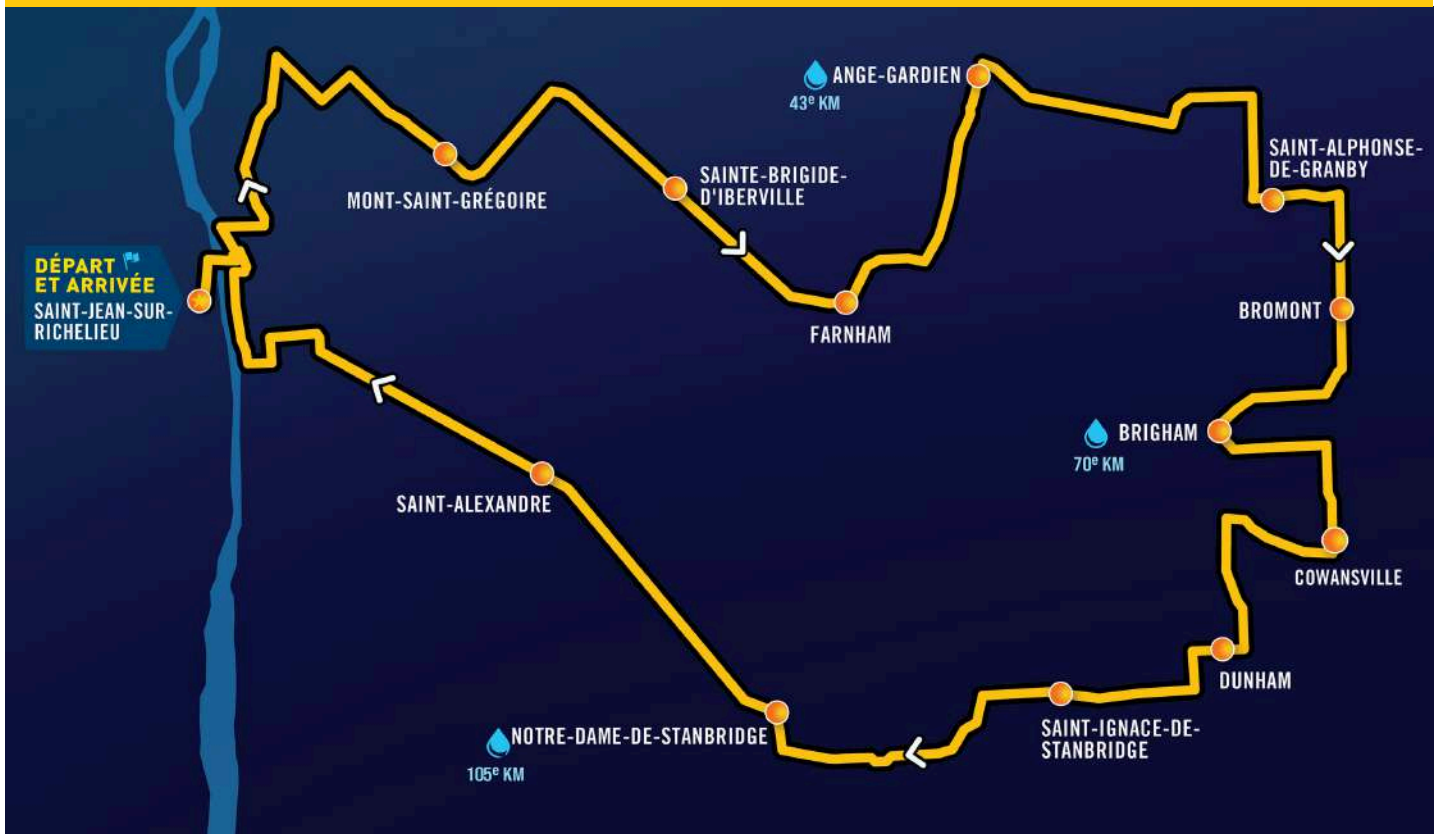 ANGE-GARDIEN
43e KM
SAINT-ALPHONSE-
DE-GRANBY
MONT-SAINT-GRÉGOIRE
SAINTE-BRIGIDE-
D'IBERVILLE
DÉPART
ET ARRIVÉE
SAINT-JEAN-SUR-
RICHELIEU
FARNHAM
BROMONT
BRIGHAM
70e KM
SAINT-ALEXANDRE
COWANSVILLE
DUNHAM
NOTRE-DAME-DE-STANBRIDGE
105e KM
SAINT-IGNACE-DE-
STANBRIDGE